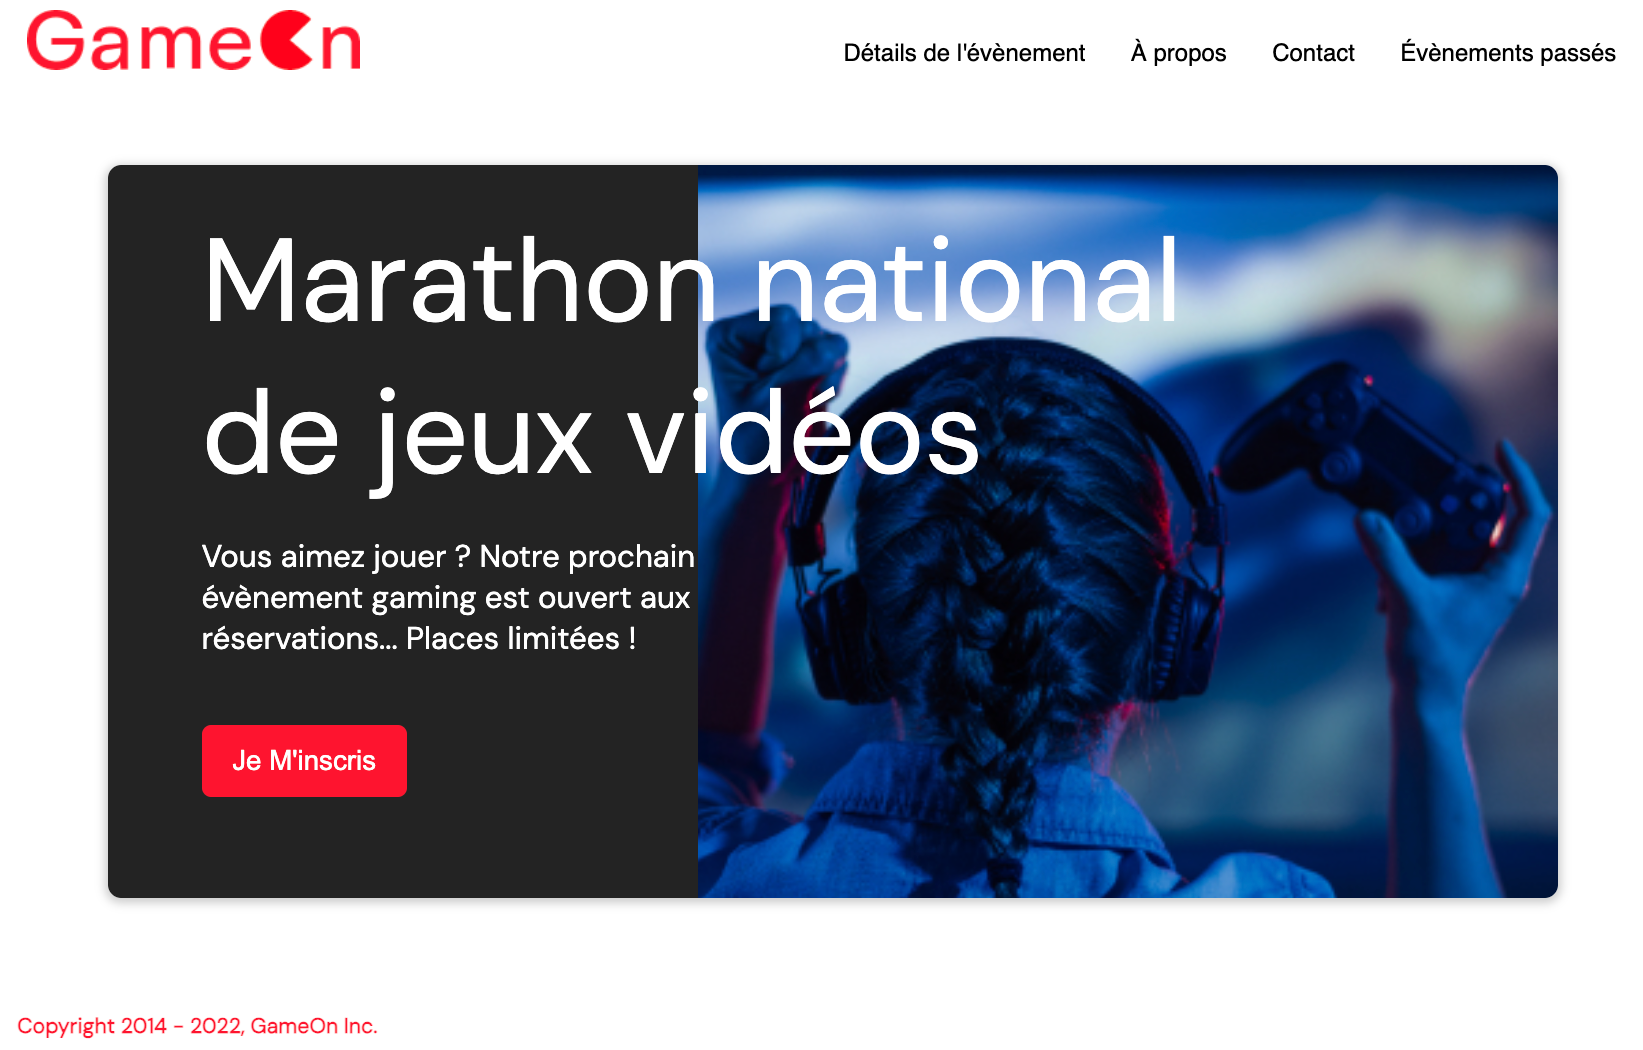 GameOn
Détails de l'évènement À propos Contact Évènements passés
Marathon national
de jeux vidéos
Vous aimez jouer ? Notre prochain
évènement gaming est ouvert aux
réservations... Places limitées !
Je M'inscris
Copyright 2014 - 2022, GameOn Inc.